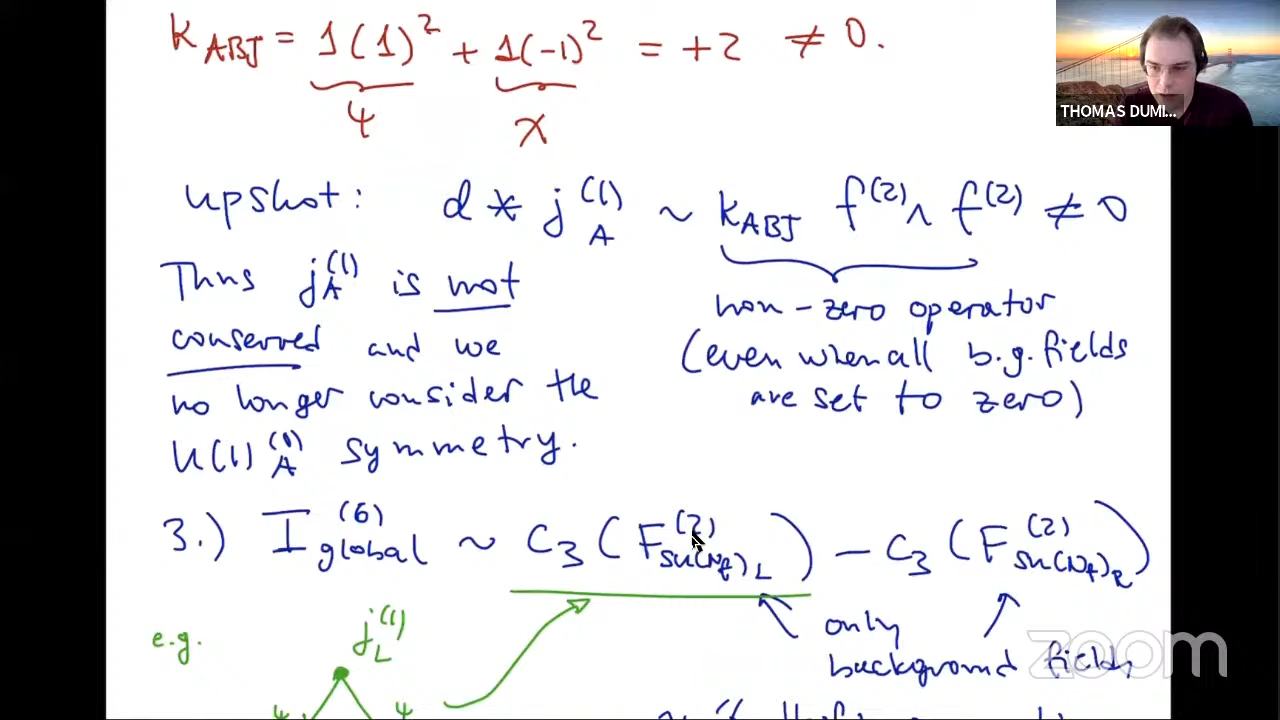 k_ABJ = 1(1)² + 1(-1)² = +2 ≠ 0.
ψ χ
THOMAS DUMI...
upshot: d * j_A^(1) ~ k_ABJ f^(2) ∧ f^(2) ≠ 0
Thus j_A^(1) is not
conserved and we
no longer consider the
U(1)_A^(0) symmetry.
non-zero operator
(even when all b.g. fields
are set to zero)
3.) I^(6)_global ~ C_3 (F^(2)_SU(N_f)_L) - C_3 (F^(2)_SU(N_f)_R)
only
background fields
e.g.
j_L^(1)
ψ ψ
zoom